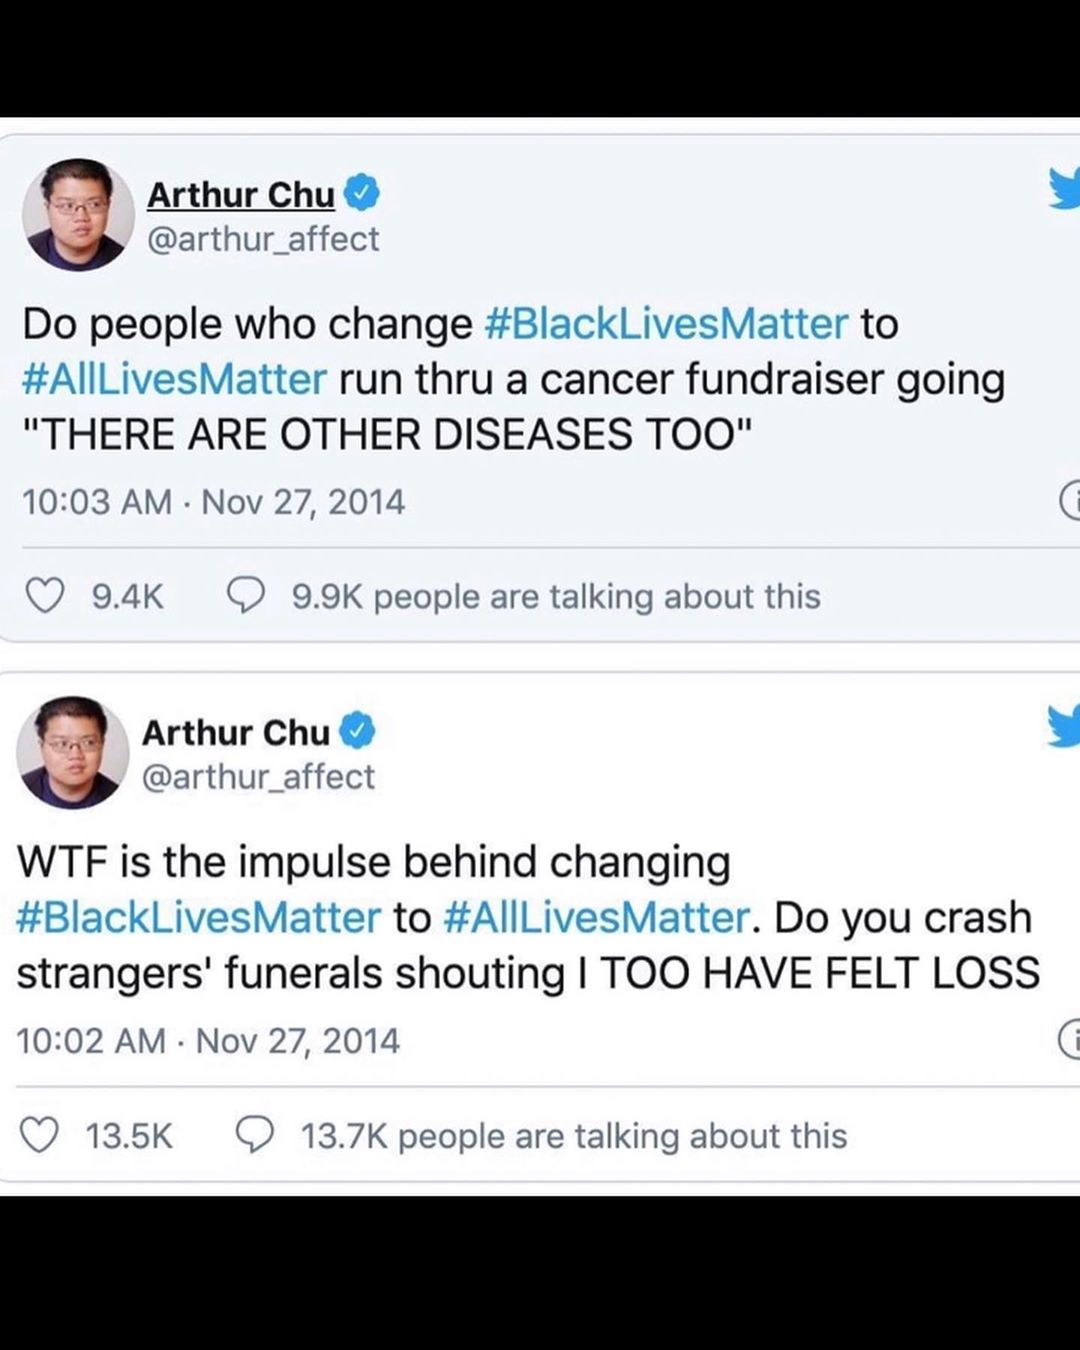 Arthur Chu
@arthur_affect
Do people who change #BlackLivesMatter to
#AllLivesMatter run thru a cancer fundraiser going
"THERE ARE OTHER DISEASES TOO"
10:03 AM · Nov 27, 2014
9.4K 9.9K people are talking about this
Arthur Chu
@arthur_affect
WTF is the impulse behind changing
#BlackLivesMatter to #AllLivesMatter. Do you crash
strangers' funerals shouting I TOO HAVE FELT LOSS
10:02 AM · Nov 27, 2014
13.5K 13.7K people are talking about this